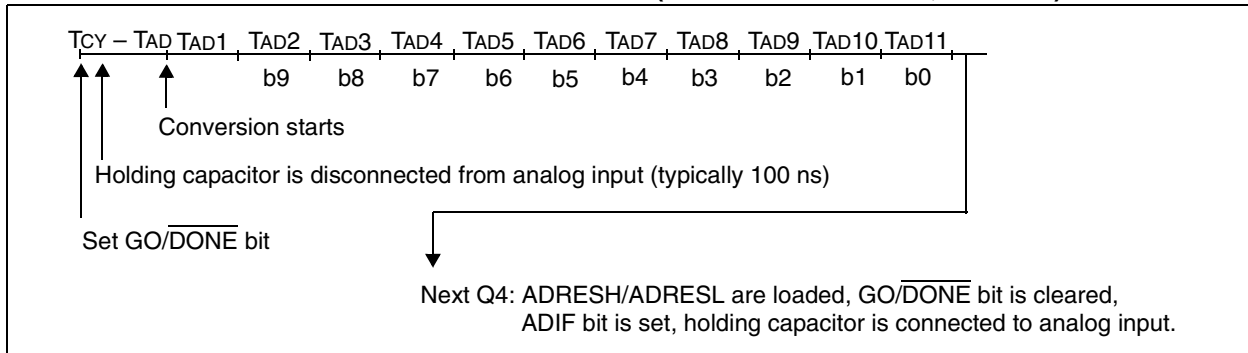 TCY – TAD TAD1 TAD2 TAD3 TAD4 TAD5 TAD6 TAD7 TAD8 TAD9 TAD10 TAD11
b9 b8 b7 b6 b5 b4 b3 b2 b1 b0
Conversion starts
Holding capacitor is disconnected from analog input (typically 100 ns)
Set GO/DONE bit
Next Q4: ADRESH/ADRESL are loaded, GO/DONE bit is cleared,
ADIF bit is set, holding capacitor is connected to analog input.